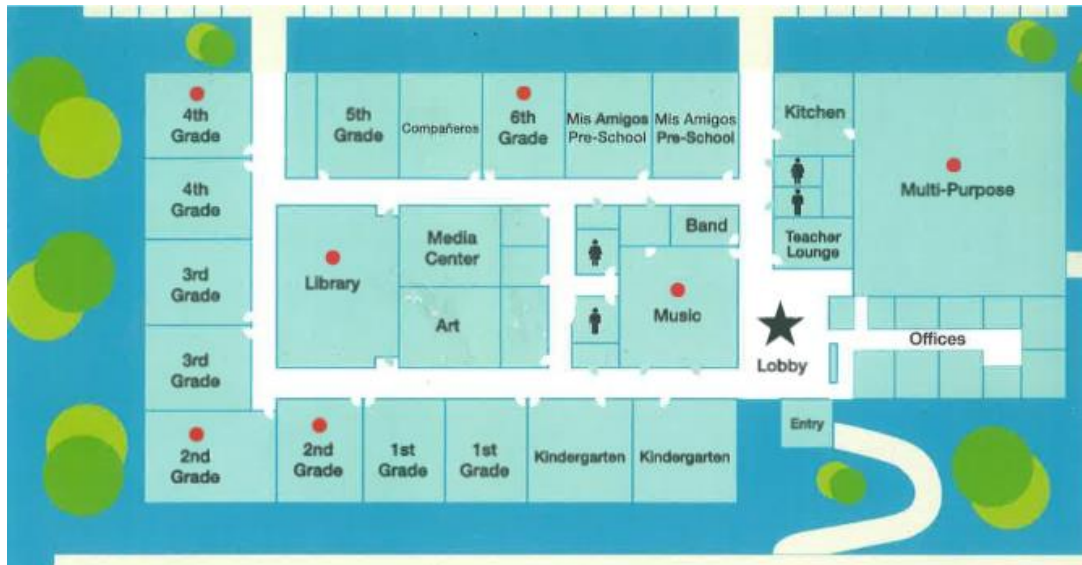 4th
Grade
5th
Grade
Compañeros
6th
Grade
Mis Amigos
Pre-School
Mis Amigos
Pre-School
Kitchen
Multi-Purpose
4th
Grade
Media
Center
Band
Teacher
Lounge
3rd
Grade
Library
Art
Music
Lobby
Offices
3rd
Grade
2nd
Grade
2nd
Grade
1st
Grade
1st
Grade
Kindergarten
Kindergarten
Entry